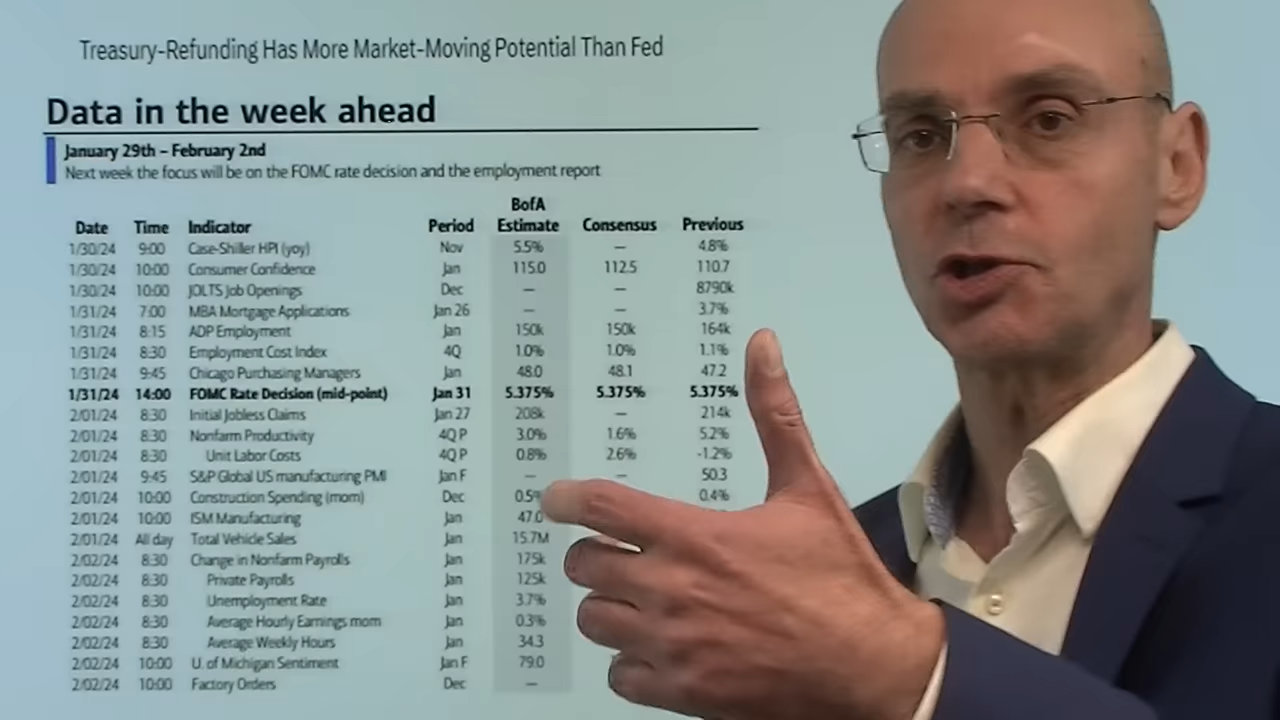 Treasury-Refunding Has More Market-Moving Potential Than Fed
Data in the week ahead
January 29th – February 2nd
Next week the focus will be on the FOMC rate decision and the employment report
BofA
Date Time Indicator Period Estimate Consensus Previous
1/30/24 9:00 Case-Shiller HPI (yoy) Nov 5.5% — 4.8%
1/30/24 10:00 Consumer Confidence Jan 115.0 112.5 110.7
1/30/24 10:00 JOLTS Job Openings Dec — — 8790k
1/31/24 7:00 MBA Mortgage Applications Jan 26 — — 3.7%
1/31/24 8:15 ADP Employment Jan 150k 150k 164k
1/31/24 8:30 Employment Cost Index 4Q 1.0% 1.0% 1.1%
1/31/24 9:45 Chicago Purchasing Managers Jan 48.0 48.1 47.2
1/31/24 14:00 FOMC Rate Decision (mid-point) Jan 31 5.375% 5.375% 5.375%
2/01/24 8:30 Initial Jobless Claims Jan 27 208k — 214k
2/01/24 8:30 Nonfarm Productivity 4Q P 3.0% 1.6% 5.2%
2/01/24 8:30 Unit Labor Costs 4Q P 0.8% 2.6% -1.2%
2/01/24 9:45 S&P Global US manufacturing PMI Jan F — — 50.3
2/01/24 10:00 Construction Spending (mom) Dec 0.5% 0.4%
2/01/24 10:00 ISM Manufacturing Jan 47.0
2/01/24 All day Total Vehicle Sales Jan 15.7M
2/02/24 8:30 Change in Nonfarm Payrolls Jan 175k
2/02/24 8:30 Private Payrolls Jan 125k
2/02/24 8:30 Unemployment Rate Jan 3.7%
2/02/24 8:30 Average Hourly Earnings mom Jan 0.3%
2/02/24 8:30 Average Weekly Hours Jan 34.3
2/02/24 10:00 U. of Michigan Sentiment Jan F 79.0
2/02/24 10:00 Factory Orders Dec —